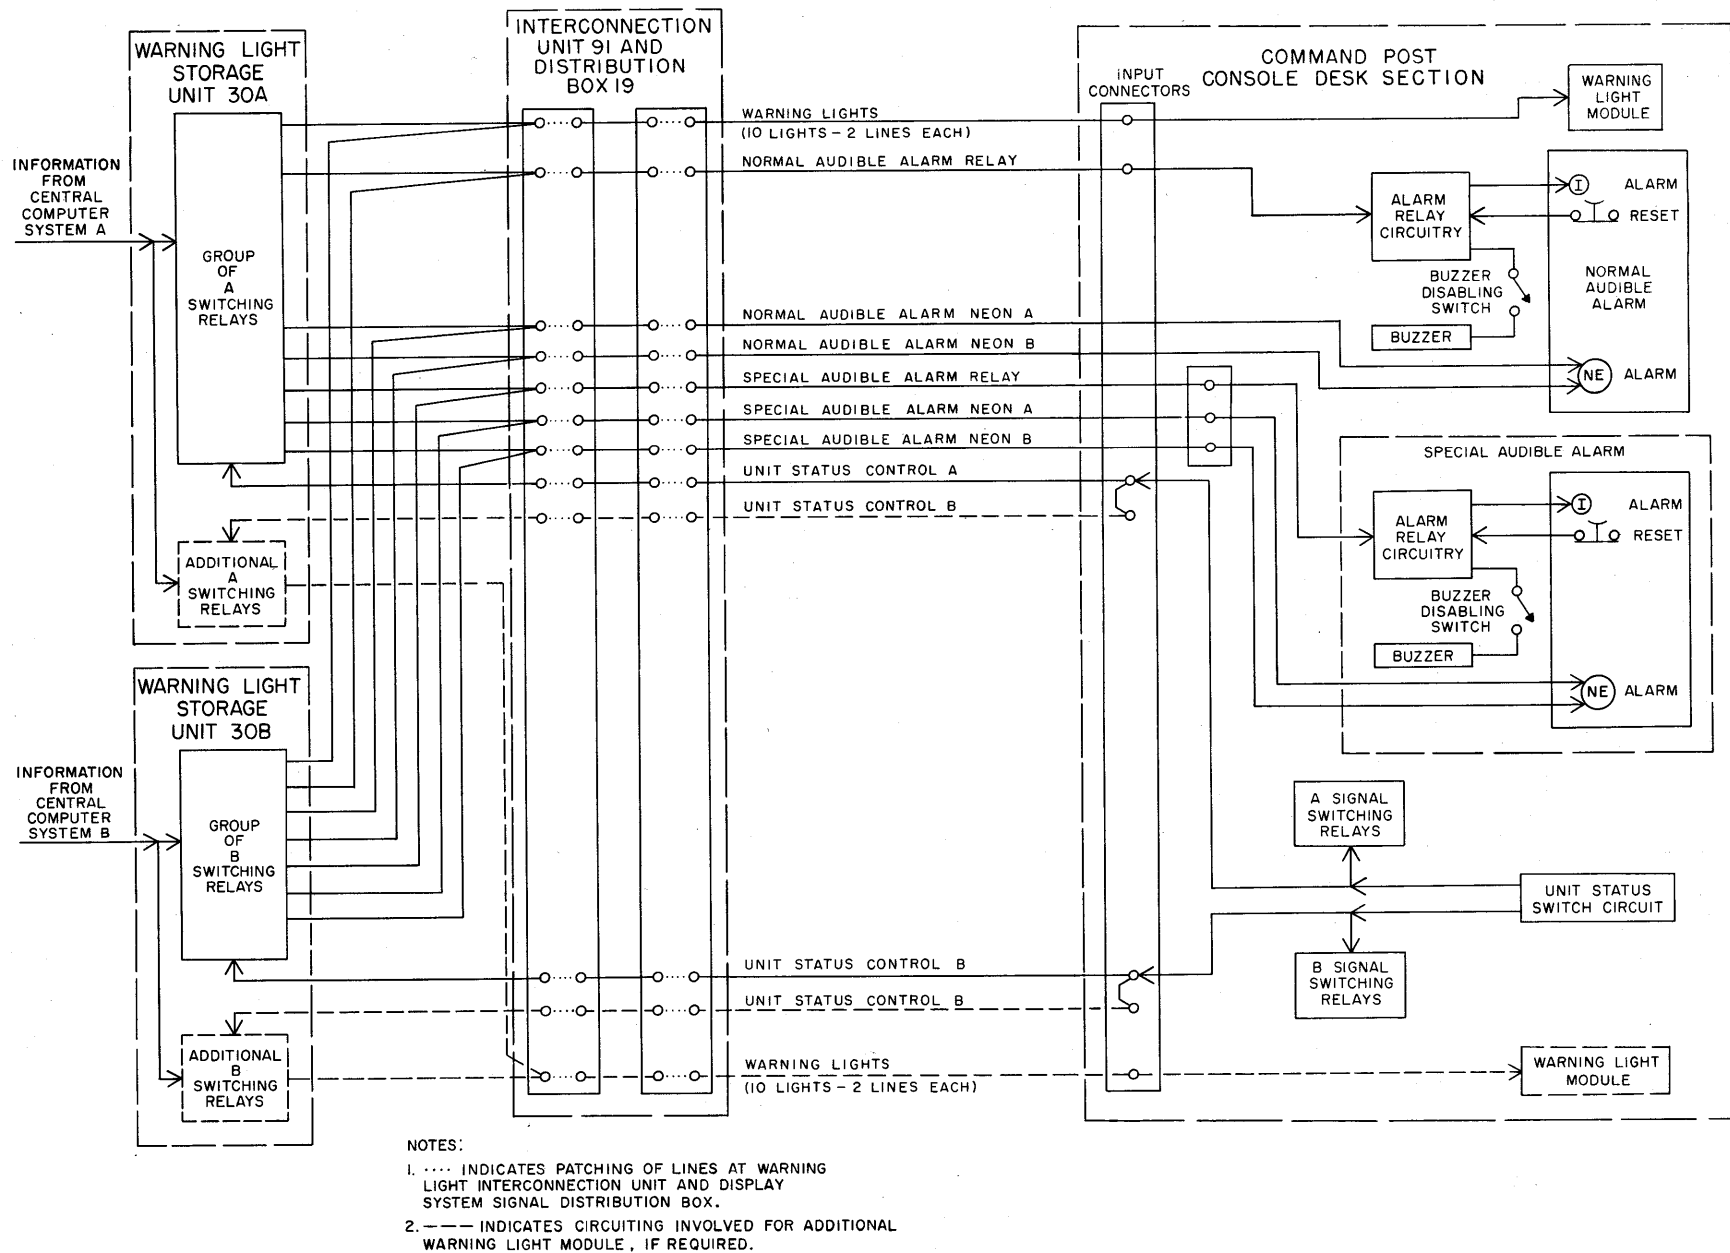 WARNING LIGHT
STORAGE
UNIT 30A
INFORMATION
FROM
CENTRAL
COMPUTER
SYSTEM A
GROUP
OF
A
SWITCHING
RELAYS
ADDITIONAL
A
SWITCHING
RELAYS
WARNING LIGHT
STORAGE
UNIT 30B
INFORMATION
FROM
CENTRAL
COMPUTER
SYSTEM B
GROUP
OF
B
SWITCHING
RELAYS
ADDITIONAL
B
SWITCHING
RELAYS
INTERCONNECTION
UNIT 91 AND
DISTRIBUTION
BOX 19
WARNING LIGHTS
(10 LIGHTS – 2 LINES EACH)
NORMAL AUDIBLE ALARM RELAY
NORMAL AUDIBLE ALARM NEON A
NORMAL AUDIBLE ALARM NEON B
SPECIAL AUDIBLE ALARM RELAY
SPECIAL AUDIBLE ALARM NEON A
SPECIAL AUDIBLE ALARM NEON B
UNIT STATUS CONTROL A
UNIT STATUS CONTROL B
UNIT STATUS CONTROL B
UNIT STATUS CONTROL B
WARNING LIGHTS
(10 LIGHTS – 2 LINES EACH)
COMMAND POST
CONSOLE DESK SECTION
INPUT
CONNECTORS
WARNING
LIGHT
MODULE
ALARM
RELAY
CIRCUITRY
I
ALARM
RESET
BUZZER
DISABLING
SWITCH
BUZZER
NORMAL
AUDIBLE
ALARM
NE
ALARM
SPECIAL AUDIBLE ALARM
ALARM
RELAY
CIRCUITRY
I
ALARM
RESET
BUZZER
DISABLING
SWITCH
BUZZER
NE
ALARM
A SIGNAL
SWITCHING
RELAYS
UNIT STATUS
SWITCH CIRCUIT
B SIGNAL
SWITCHING
RELAYS
WARNING LIGHT
MODULE
NOTES:
1. ···· INDICATES PATCHING OF LINES AT WARNING
LIGHT INTERCONNECTION UNIT AND DISPLAY
SYSTEM SIGNAL DISTRIBUTION BOX.
2. ——— INDICATES CIRCUITING INVOLVED FOR ADDITIONAL
WARNING LIGHT MODULE, IF REQUIRED.